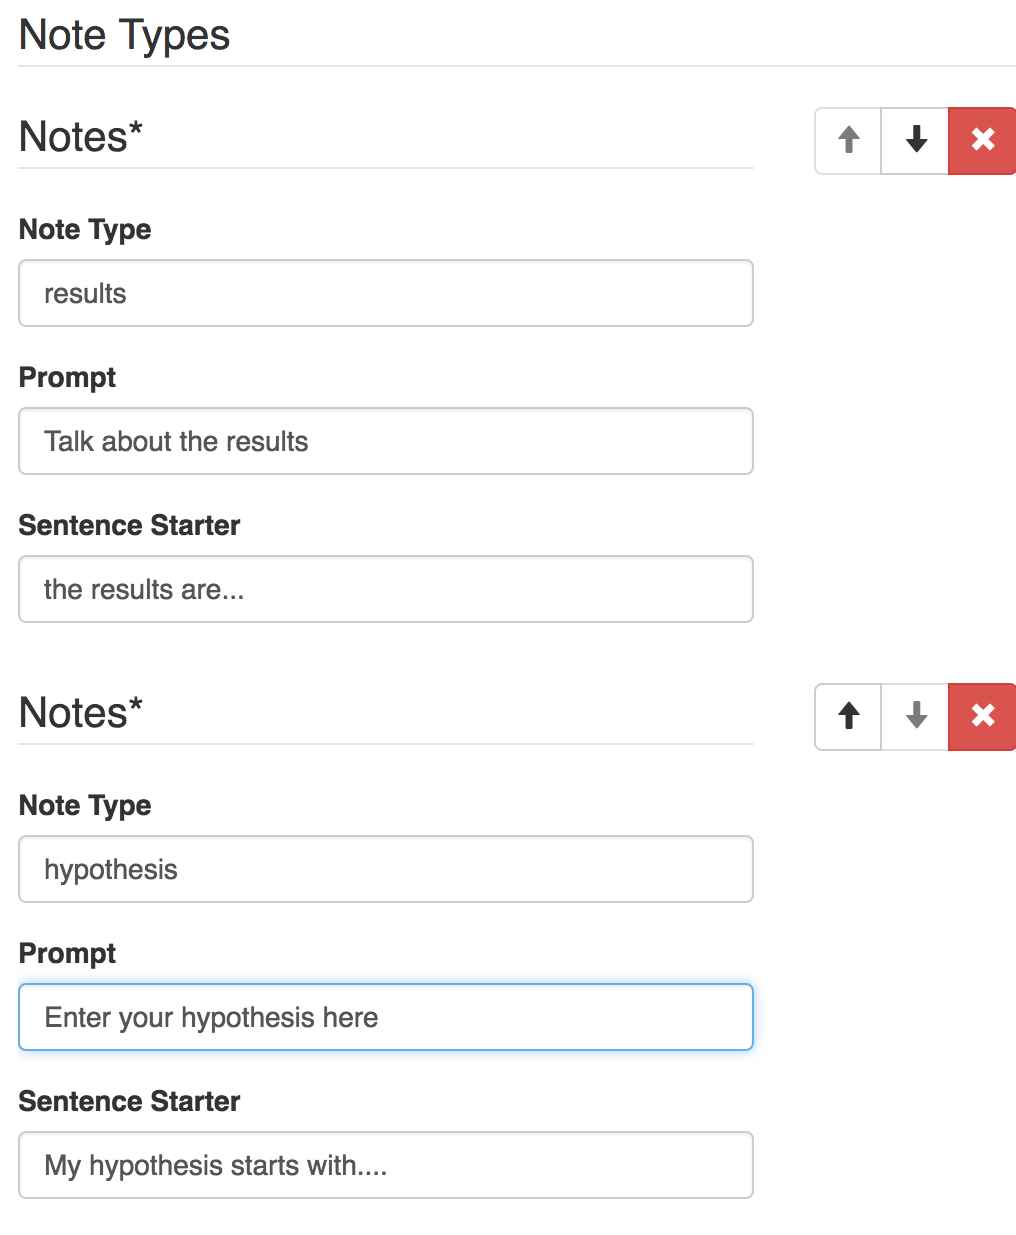 Note Types
Notes*
Note Type
results
Prompt
Talk about the results
Sentence Starter
the results are...
Notes*
Note Type
hypothesis
Prompt
Enter your hypothesis here
Sentence Starter
My hypothesis starts with....